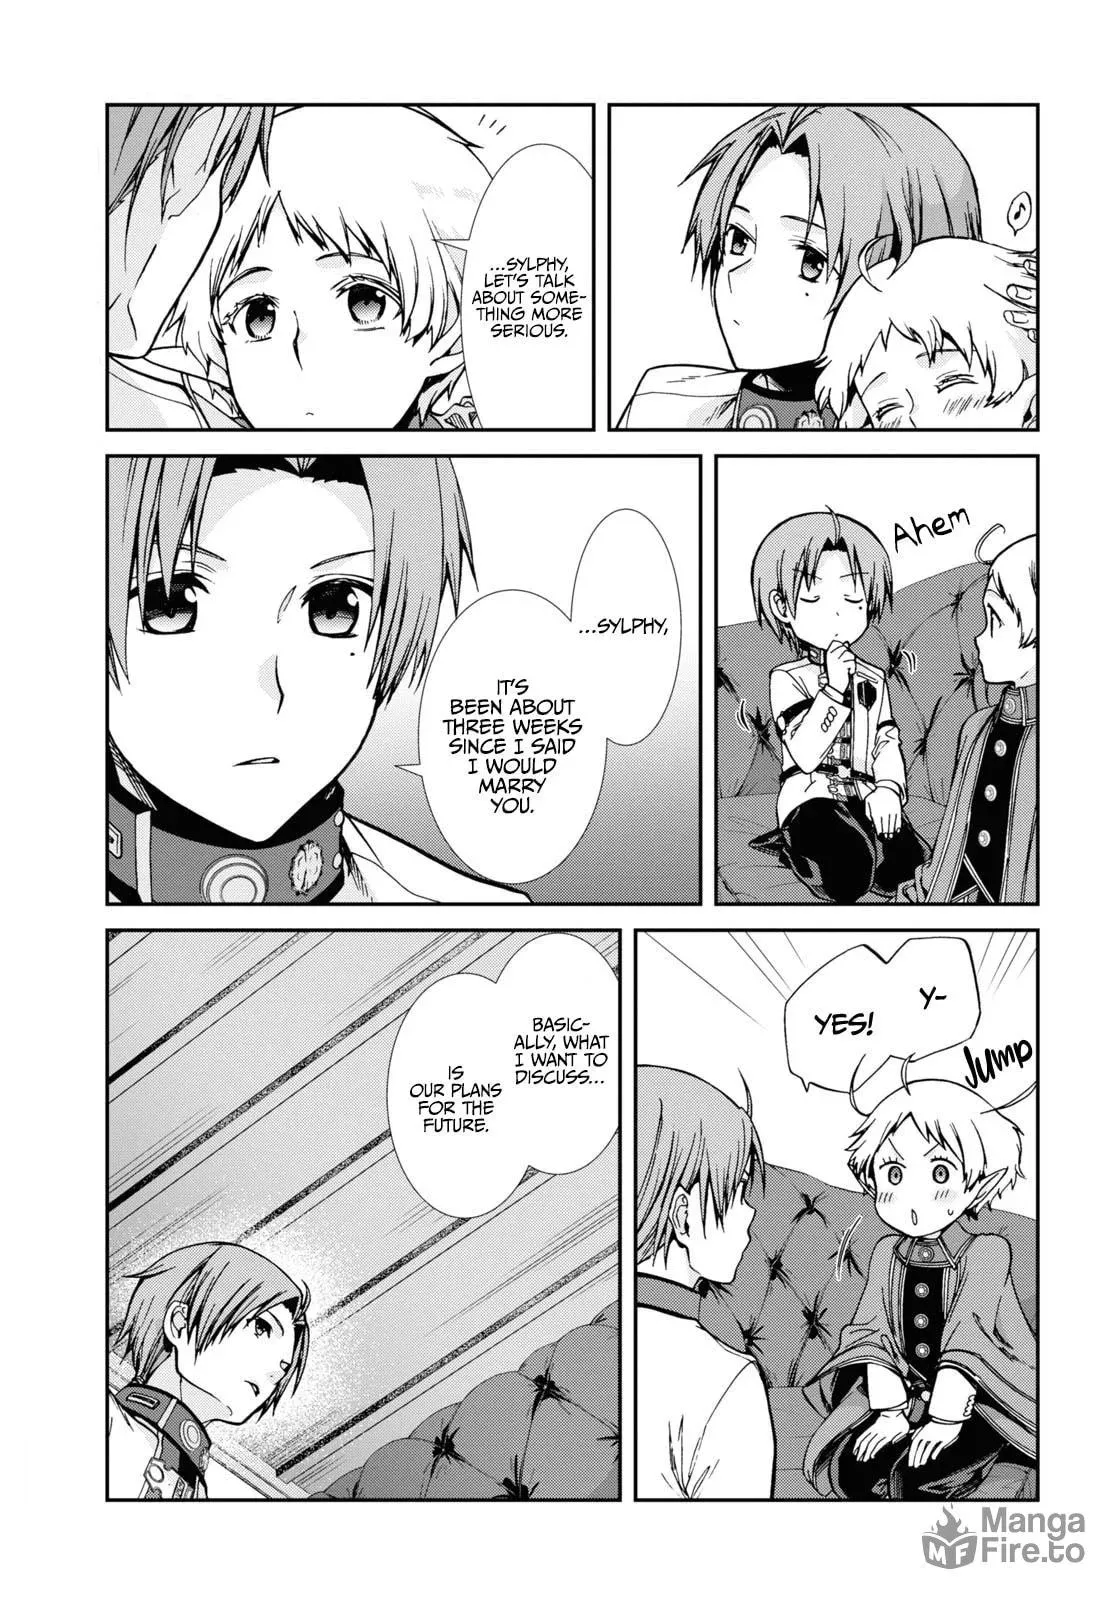 ...SYLPHY,
LET'S TALK
ABOUT SOME-
THING MORE
SERIOUS.
Ahem
...SYLPHY,
IT'S
BEEN ABOUT
THREE WEEKS
SINCE I SAID
I WOULD
MARRY
YOU.
Y-
YES!
Jump
BASIC-
ALLY, WHAT
I WANT TO
DISCUSS...
IS
OUR PLANS
FOR THE
FUTURE.
MF
Manga
Fire.to